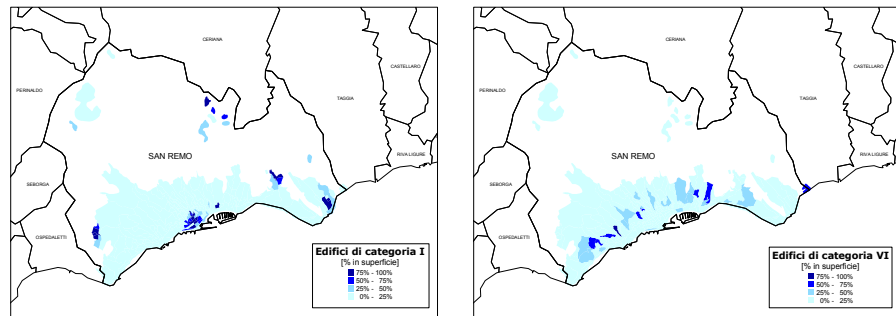 CERIANA
CASTELLARO
PERINALDO
TAGGIA
SAN REMO
RIVA LIGURE
SEBORGA
OSPEDALETTI
Edifici di categoria I
[% in superficie]
75% - 100%
50% - 75%
25% - 50%
0% - 25%
CERIANA
CASTELLARO
PERINALDO
TAGGIA
SAN REMO
RIVA LIGURE
SEBORGA
OSPEDALETTI
Edifici di categoria VI
[% in superficie]
75% - 100%
50% - 75%
25% - 50%
0% - 25%